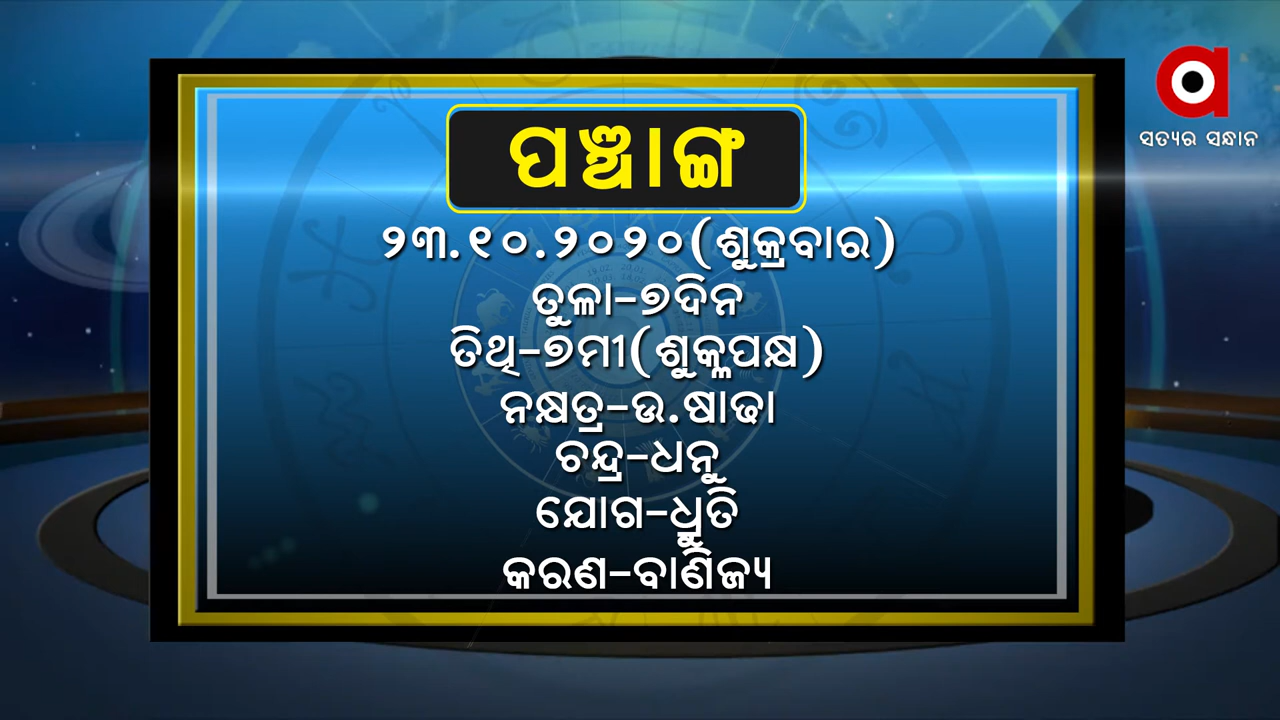 ପଞ୍ଚାଙ୍ଗ
ସତ୍ୟର ସନ୍ଧାନ
୨୩.୧୦.୨୦୨୦(ଶୁକ୍ରବାର)
ତୁଳା-୭ଦିନ
ତିଥି-୭ମୀ(ଶୁକ୍ଳପକ୍ଷ)
ନକ୍ଷତ୍ର-ଉ.ଷାଢା
ଚନ୍ଦ୍ର-ଧନୁ
ଯୋଗ-ଧ୍ରୁତି
କରଣ-ବାଣିଜ୍ୟ